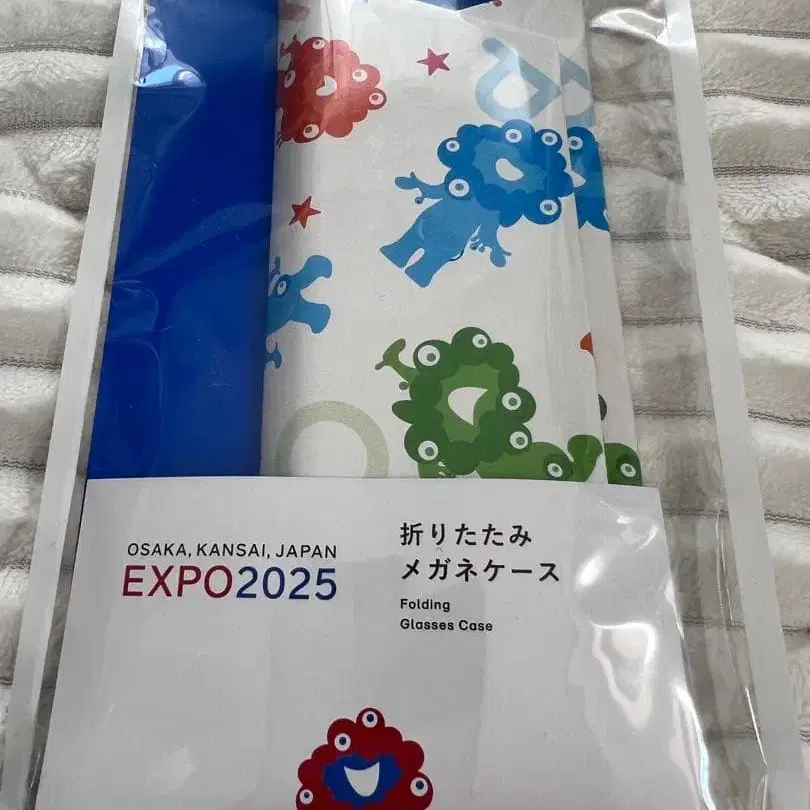 OSAKA, KANSAI, JAPAN
EXPO2025
折りたたみ
メガネケース
Folding
Glasses Case